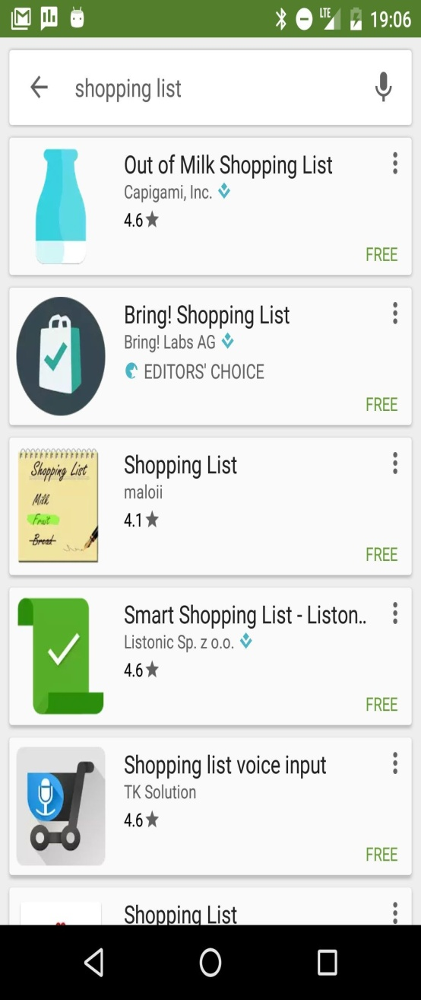 LTE 19:06
shopping list
Out of Milk Shopping List
Capigami, Inc.
4.6★
FREE
Bring! Shopping List
Bring! Labs AG
EDITORS' CHOICE
FREE
Shopping List
Milk
Fruit
Bread
Shopping List
maloii
4.1★
FREE
Smart Shopping List - Liston..
Listonic Sp. z o.o.
4.6★
FREE
Shopping list voice input
TK Solution
4.6★
FREE
Shopping List